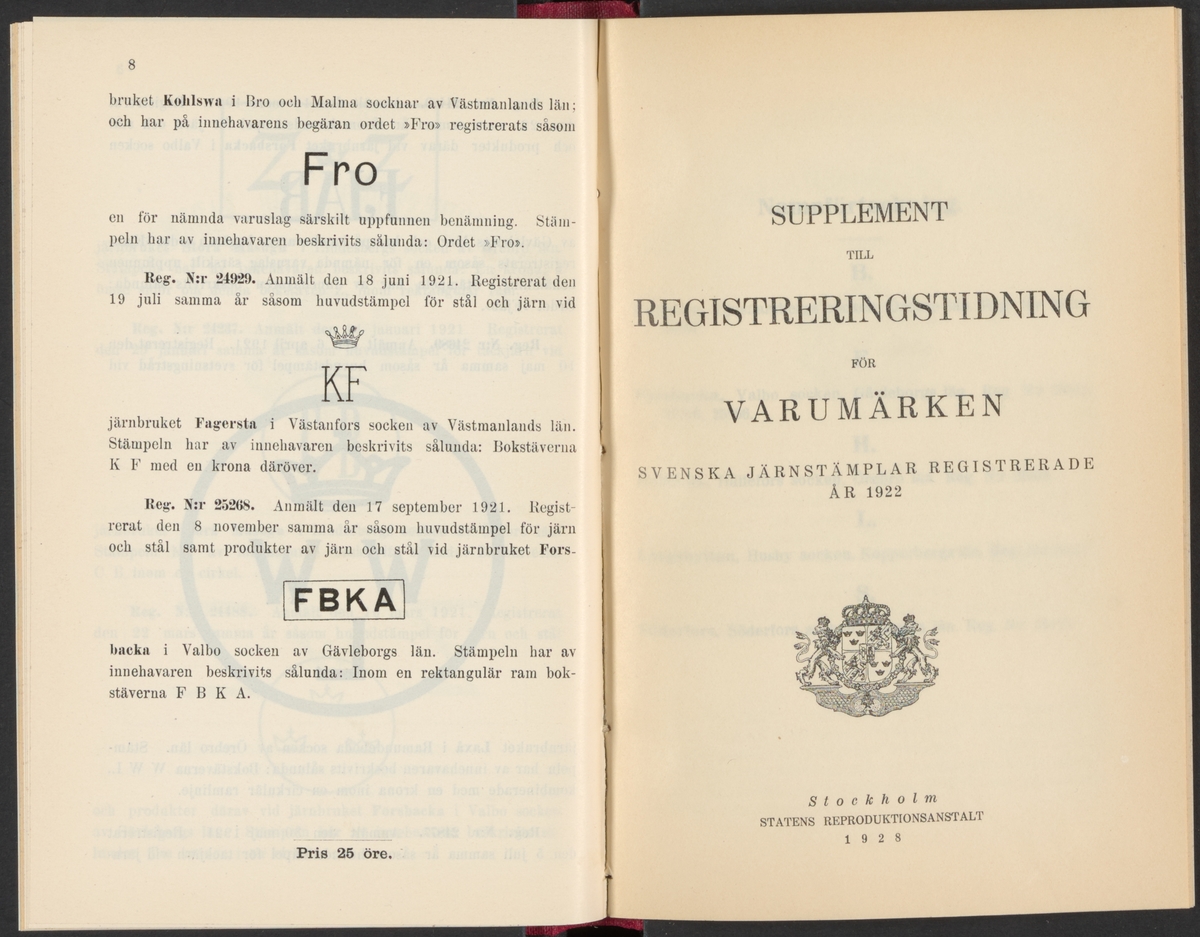 8
bruket Kohlswa i Bro och Malma socknar av Västmanlands län;
och har på innehavarens begäran ordet »Fro» registrerats såsom
Fro
en för nämnda varuslag särskilt uppfunnen benämning. Stäm-
peln har av innehavaren beskrivits sålunda: Ordet »Fro».
Reg. N:r 24929. Anmält den 18 juni 1921. Registrerat den
19 juli samma år såsom huvudstämpel för stål och järn vid
KF
järnbruket Fagersta i Västanfors socken av Västmanlands län.
Stämpeln har av innehavaren beskrivits sålunda: Bokstäverna
K F med en krona däröver.
Reg. N:r 25268. Anmält den 17 september 1921. Regist-
rerat den 8 november samma år såsom huvudstämpel för järn
och stål samt produkter av järn och stål vid järnbruket Fors-
FBKA
backa i Valbo socken av Gävleborgs län. Stämpeln har av
innehavaren beskrivits sålunda: Inom en rektangulär ram bok-
stäverna F B K A.
Pris 25 öre.
SUPPLEMENT
TILL
REGISTRERINGSTIDNING
FÖR
VARUMÄRKEN
SVENSKA JÄRNSTÄMPLAR REGISTRERADE
ÅR 1922
Stockholm
STATENS REPRODUKTIONSANSTALT
1928